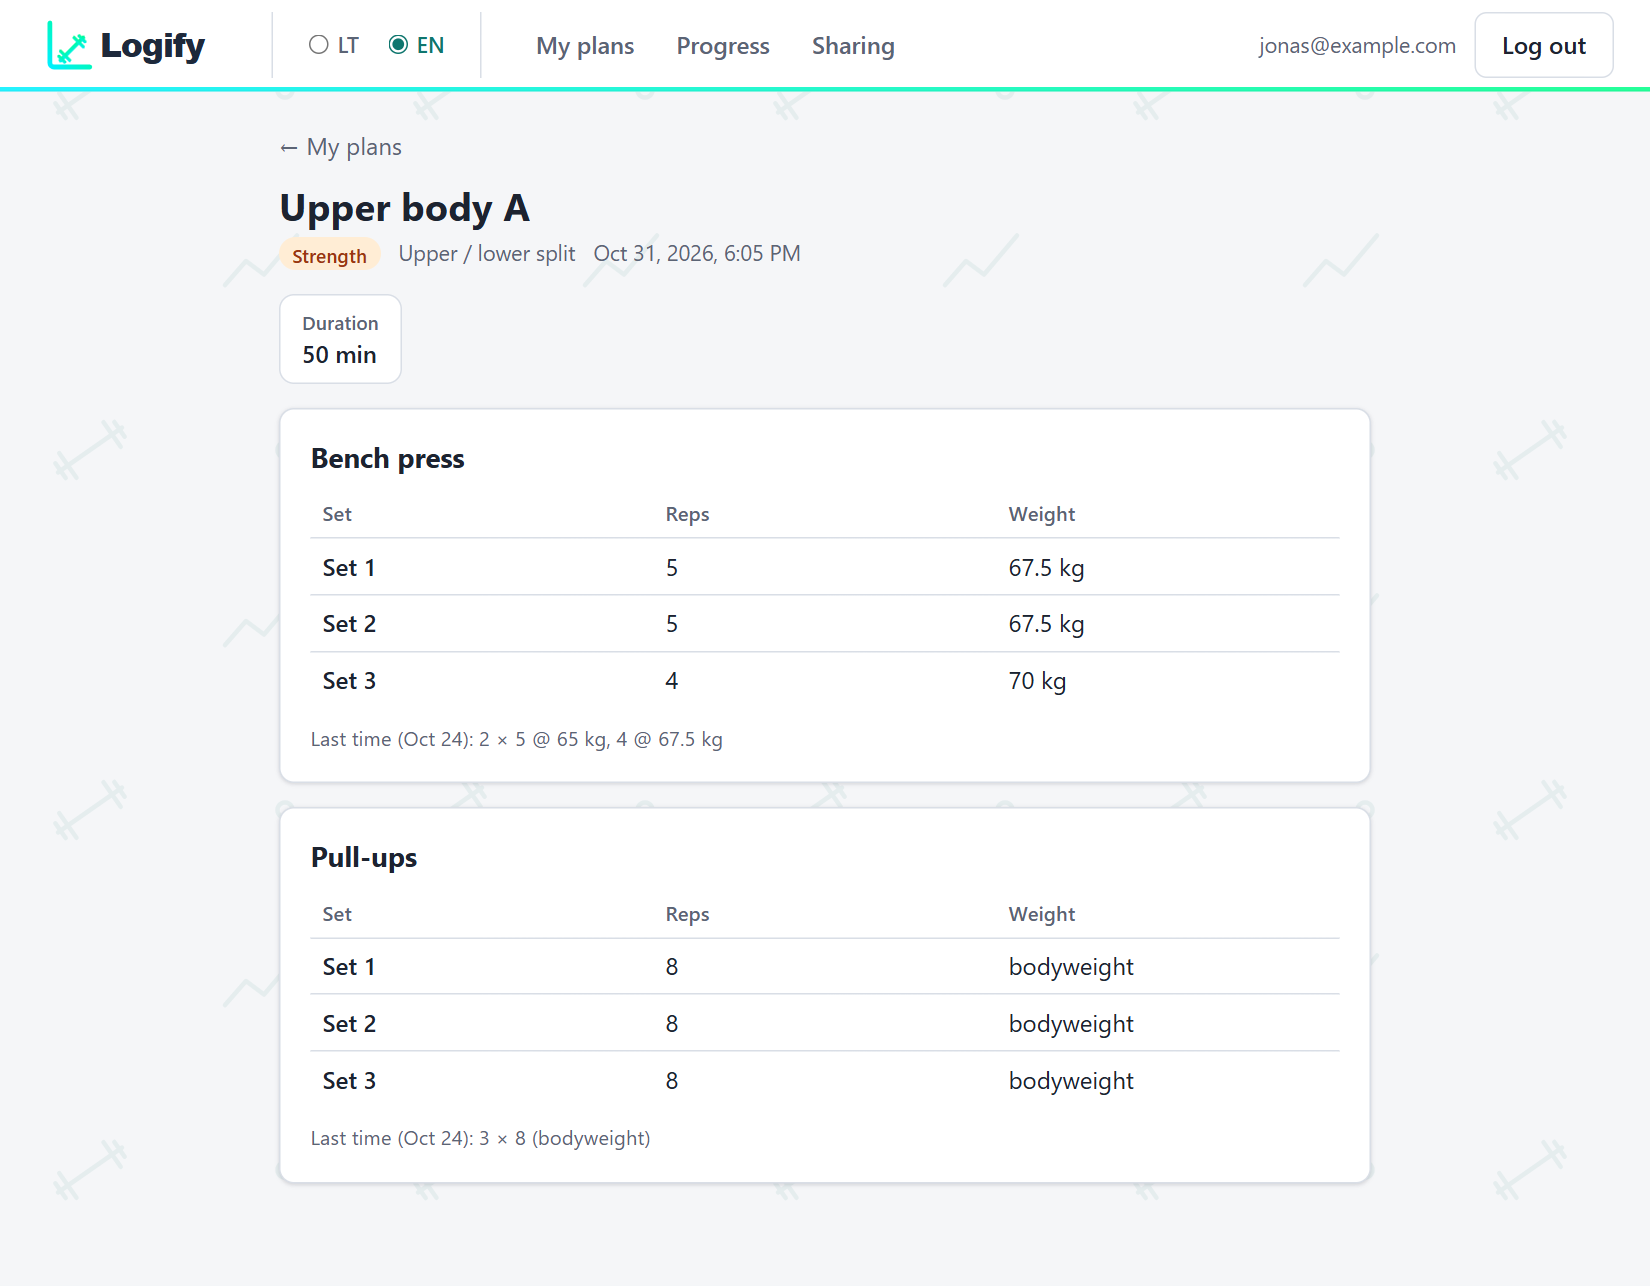 Logify
LT
EN
My plans
Progress
Sharing
jonas@example.com
Log out
← My plans
Upper body A
Strength Upper / lower split Oct 31, 2026, 6:05 PM
Duration
50 min
Bench press
Set Reps Weight
Set 1 5 67.5 kg
Set 2 5 67.5 kg
Set 3 4 70 kg
Last time (Oct 24): 2 × 5 @ 65 kg, 4 @ 67.5 kg
Pull-ups
Set Reps Weight
Set 1 8 bodyweight
Set 2 8 bodyweight
Set 3 8 bodyweight
Last time (Oct 24): 3 × 8 (bodyweight)